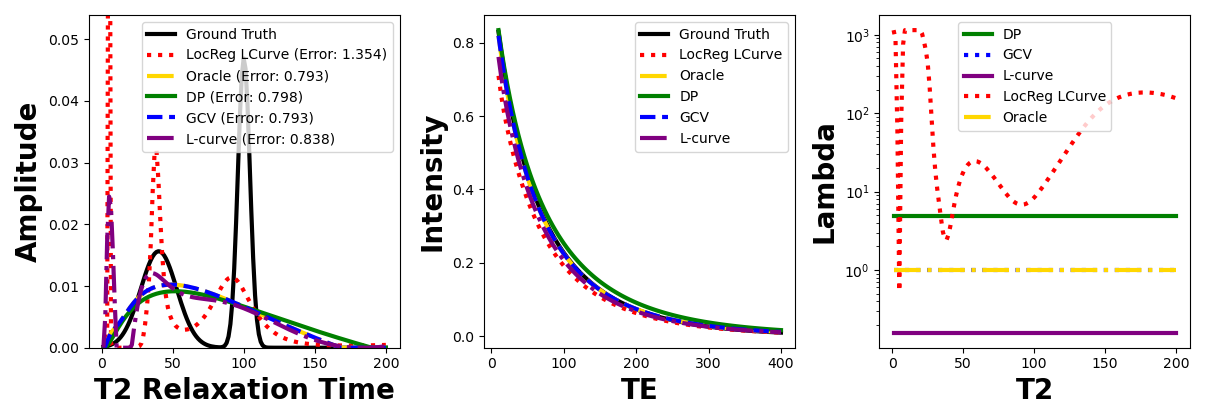 0.05
0.04
0.03
0.02
0.01
0.00
Amplitude
0
50
100
150
200
T2 Relaxation Time
Ground Truth
LocReg LCurve (Error: 1.354)
Oracle (Error: 0.793)
DP (Error: 0.798)
GCV (Error: 0.793)
L-curve (Error: 0.838)
0.8
0.6
0.4
0.2
0.0
Intensity
0
100
200
300
400
TE
Ground Truth
LocReg LCurve
Oracle
DP
GCV
L-curve
10³
10²
10¹
10⁰
Lambda
0
50
100
150
200
T2
DP
GCV
L-curve
LocReg LCurve
Oracle